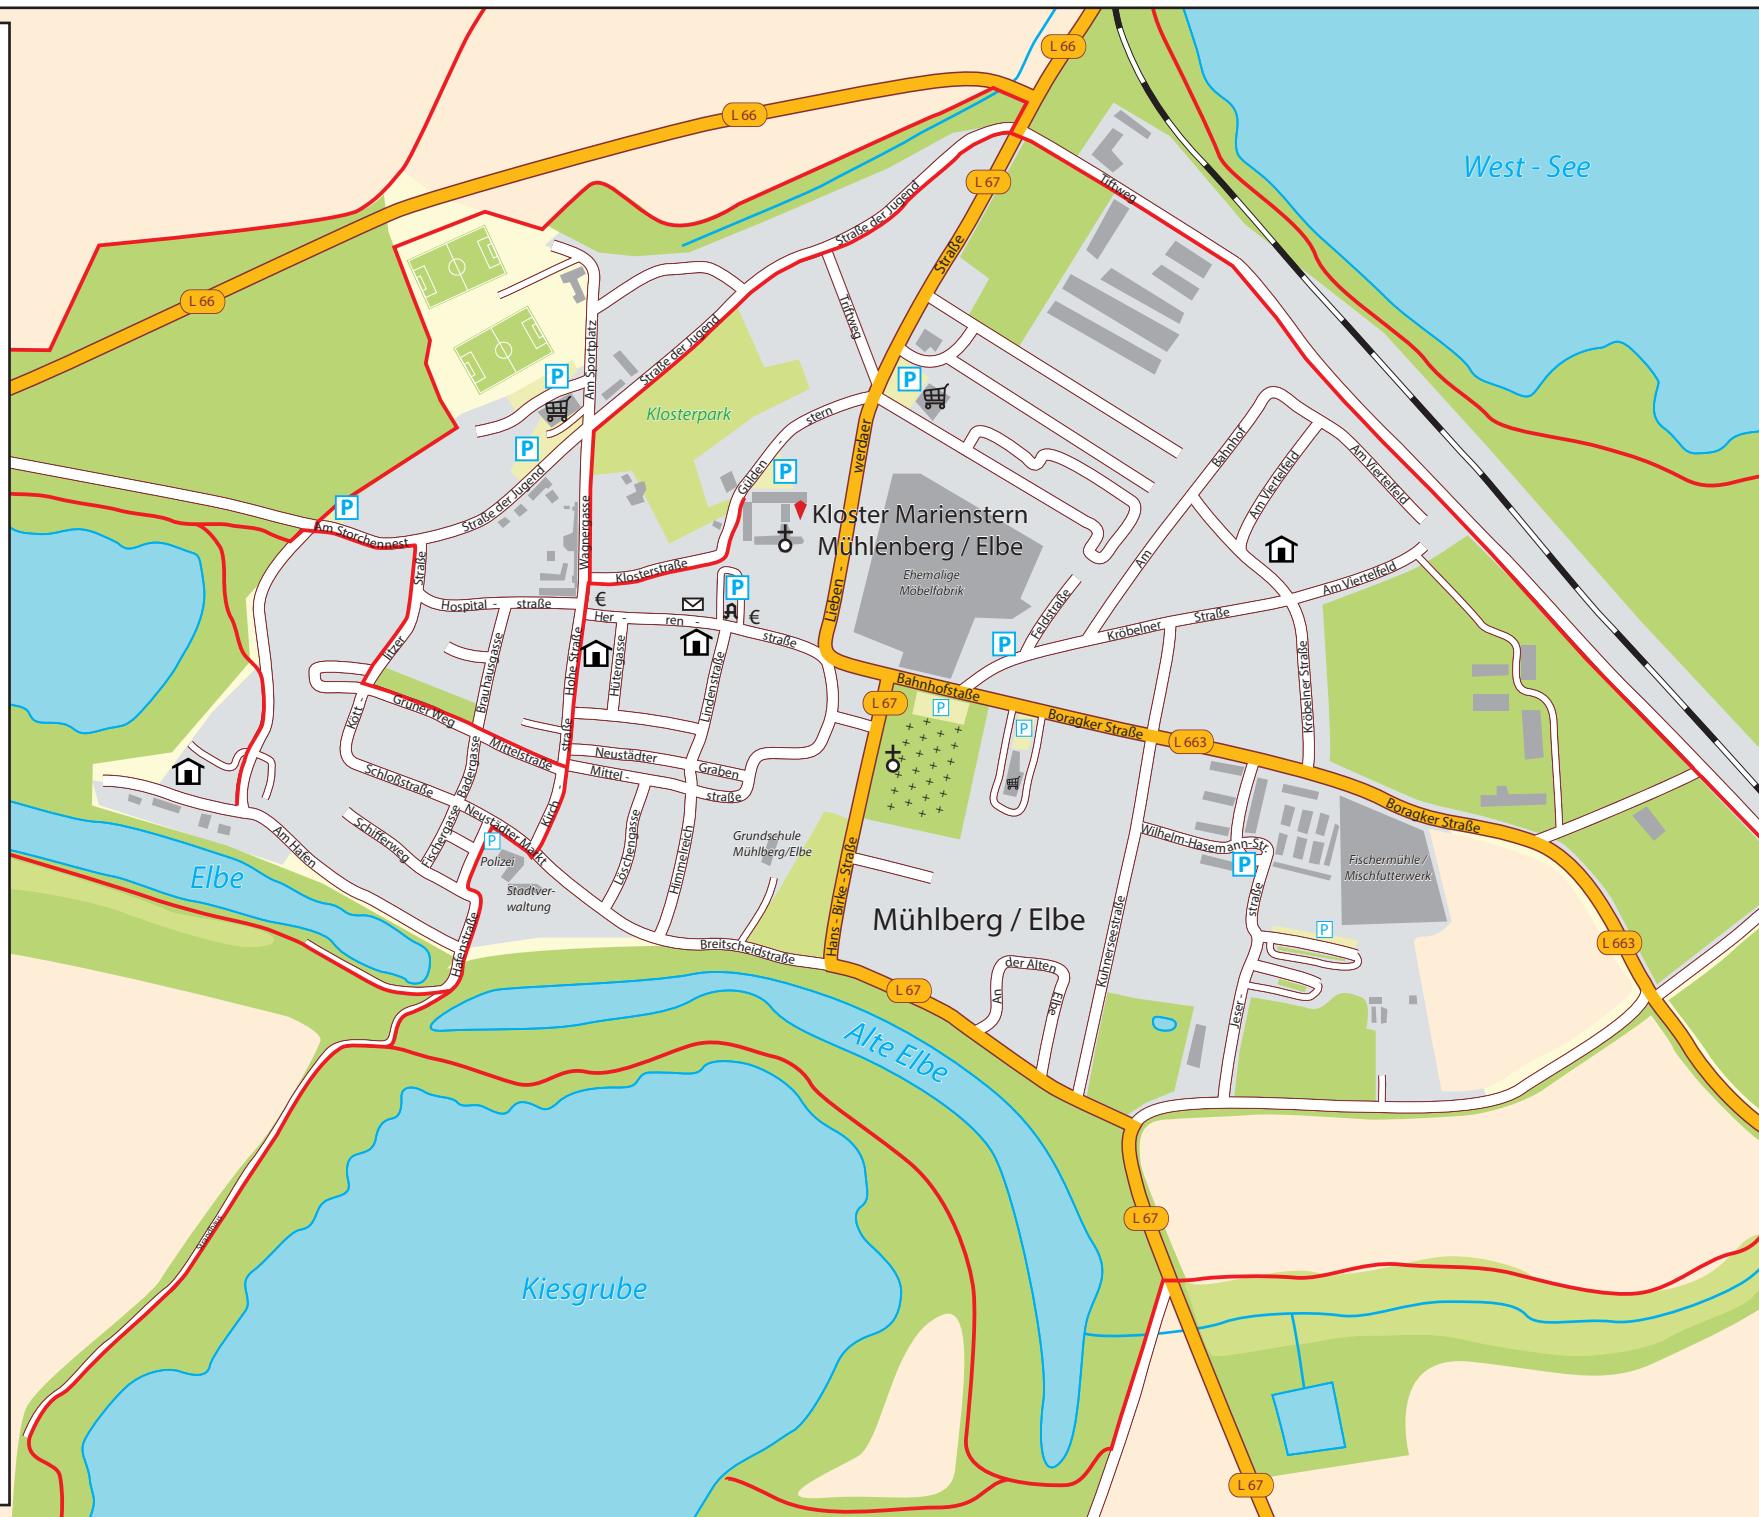 L 66
L 66
West - See
L 67
Tiftweg
Straße der Jugend
Straße
L 66
Triftweg
Am Sportplatz
Straße der Jugend
P
P
Klosterpark
stern
Gülden -
werdaer
Bahnhof
Am Viertelfeld
Am Viertelfeld
P
P
Straße der Jugend
P
Kloster Marienstern
Mühlenberg / Elbe
Am Storchennest
Wagnergasse
Klosterstraße
Ehemalige
Möbelfabrik
Am
Am Viertelfeld
Straße
Lieben -
P
Hospital - straße
€
Her - ren - straße
€
Feldstraße
Kröbelner Straße
P
litzer
Brauhausgasse
Hohe Straße
Hütergasse
Lindenstraße
Kröbelner Straße
Kött -
Grüner Weg
Bahnhofstaße
L 67
P
Boragker Straße
P
L 663
Mittelstraße
straße
Neustädter Graben
Mittel - straße
Schloßstraße
Badergasse
Kirch -
Neustädter Markt
Boragker Straße
Schifferweg
Fischergasse
Am Hafen
P
Polizei
Stadtver-
waltung
Löschengasse
Himmelreich
Grundschule
Mühlberg/Elbe
Wilhelm-Hasemann-Str.
P
Fischermühle /
Mischfutterwerk
Elbe
Hans - Birke - Straße
Mühlberg / Elbe
straße
P
L 663
Hafenstraße
Breitscheidstraße
Kuhnerseestraße
An der Alten Elbe
L 67
Jeser -
Alte Elbe
L 67
Kiesgrube
L 67